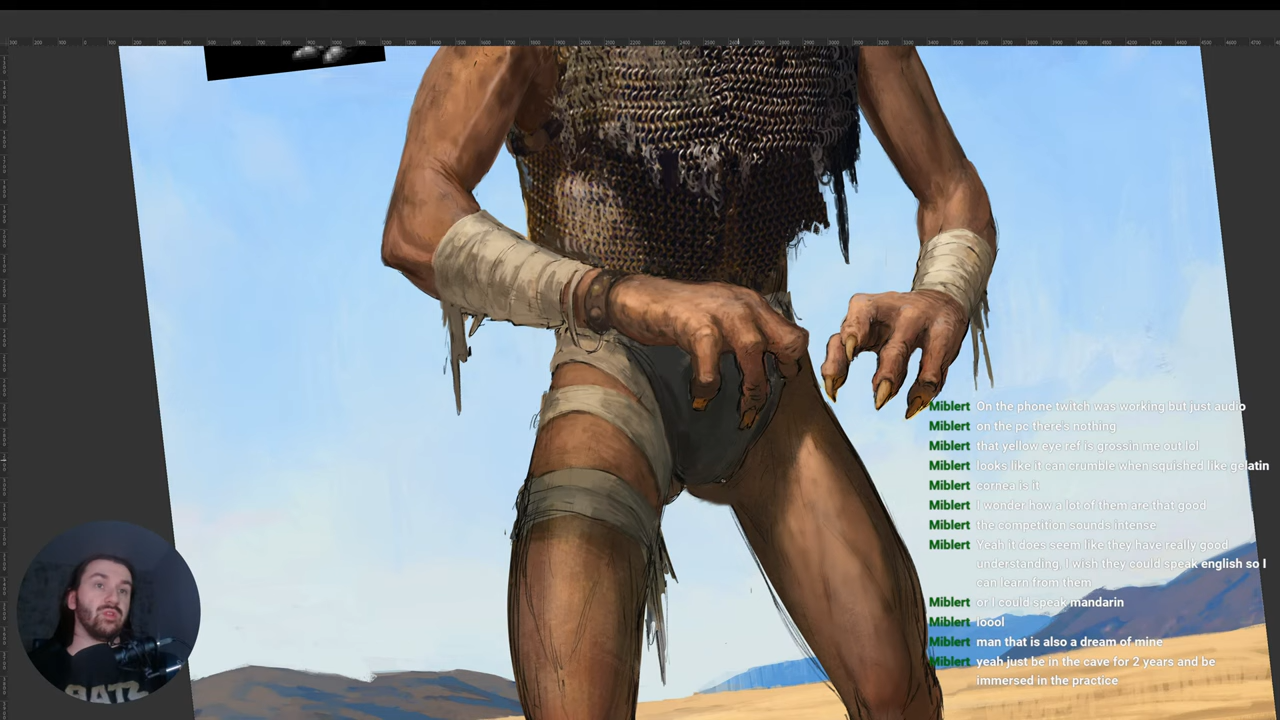 Miblert On the phone twitch was working but just audio
Miblert on the pc there's nothing
Miblert that yellow eye ref is grossin me out lol
Miblert looks like it can crumble when squished like gelatin
Miblert cornea is it
Miblert I wonder how a lot of them are that good
Miblert the competition sounds intense
Miblert Yeah it does seem like they have really good
understanding, I wish they could speak english so I
can learn from them
Miblert or I could speak mandarin
Miblert loool
Miblert man that is also a dream of mine
Miblert yeah just be in the cave for 2 years and be
immersed in the practice